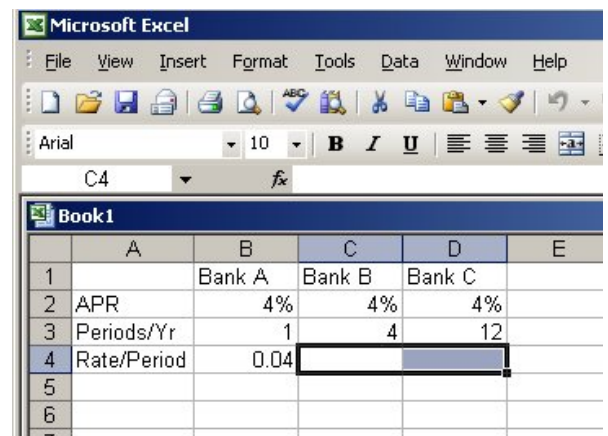 Microsoft Excel
File View Insert Format Tools Data Window Help
ABC
Arial 10 B I U a
C4 fx
Book1
A B C D E
1 Bank A Bank B Bank C
2 APR 4% 4% 4%
3 Periods/Yr 1 4 12
4 Rate/Period 0.04
5
6